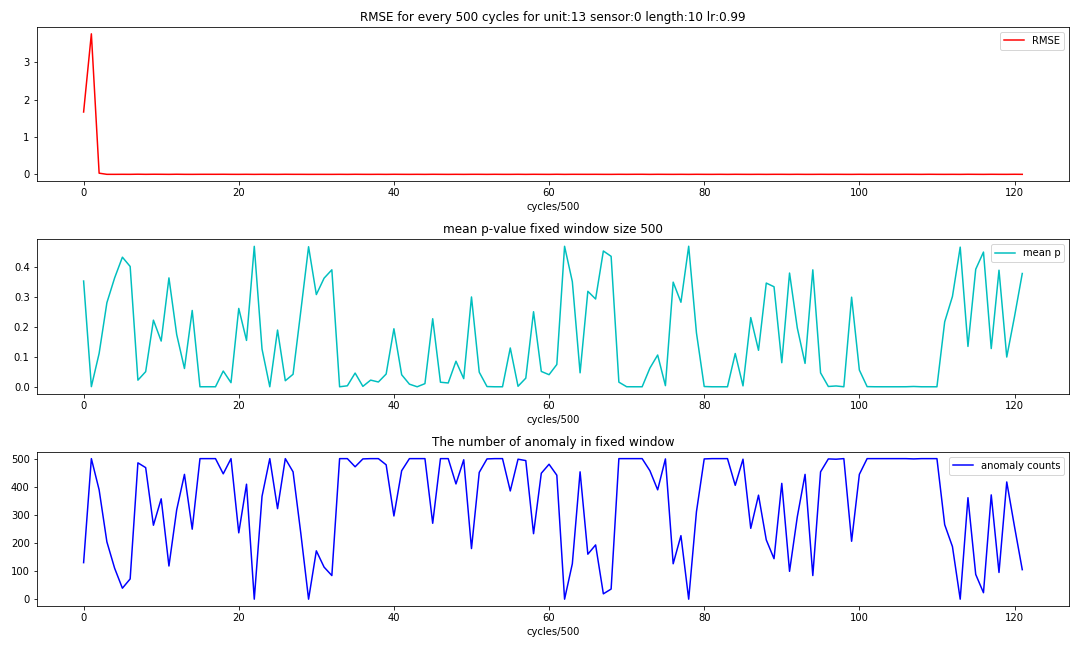 RMSE for every 500 cycles for unit:13 sensor:0 length:10 lr:0.99
RMSE
3
2
1
0
0 20 40 60 80 100 120
cycles/500
mean p-value fixed window size 500
mean p
0.4
0.3
0.2
0.1
0.0
0 20 40 60 80 100 120
cycles/500
The number of anomaly in fixed window
anomaly counts
500
400
300
200
100
0
0 20 40 60 80 100 120
cycles/500